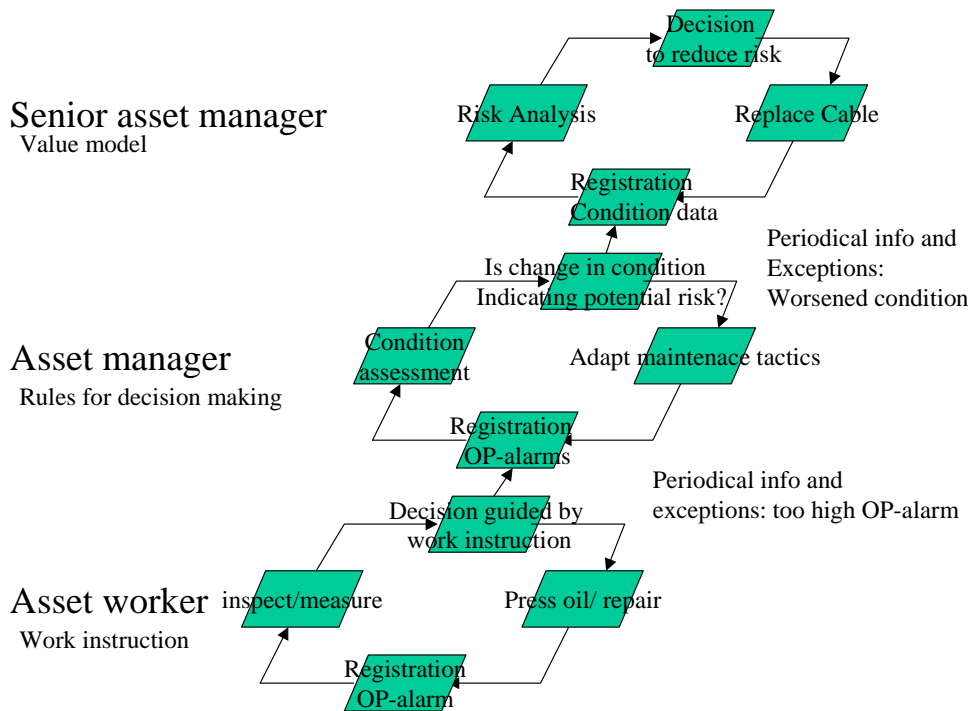 Decision
to reduce risk
Senior asset manager
Value model
Risk Analysis
Replace Cable
Registration
Condition data
Periodical info and
Exceptions:
Worsened condition
Is change in condition
Indicating potential risk?
Asset manager
Rules for decision making
Condition
assessment
Adapt maintenace tactics
Registration
OP-alarms
Periodical info and
exceptions: too high OP-alarm
Decision guided by
work instruction
Asset worker
Work instruction
inspect/measure
Press oil/ repair
Registration
OP-alarm